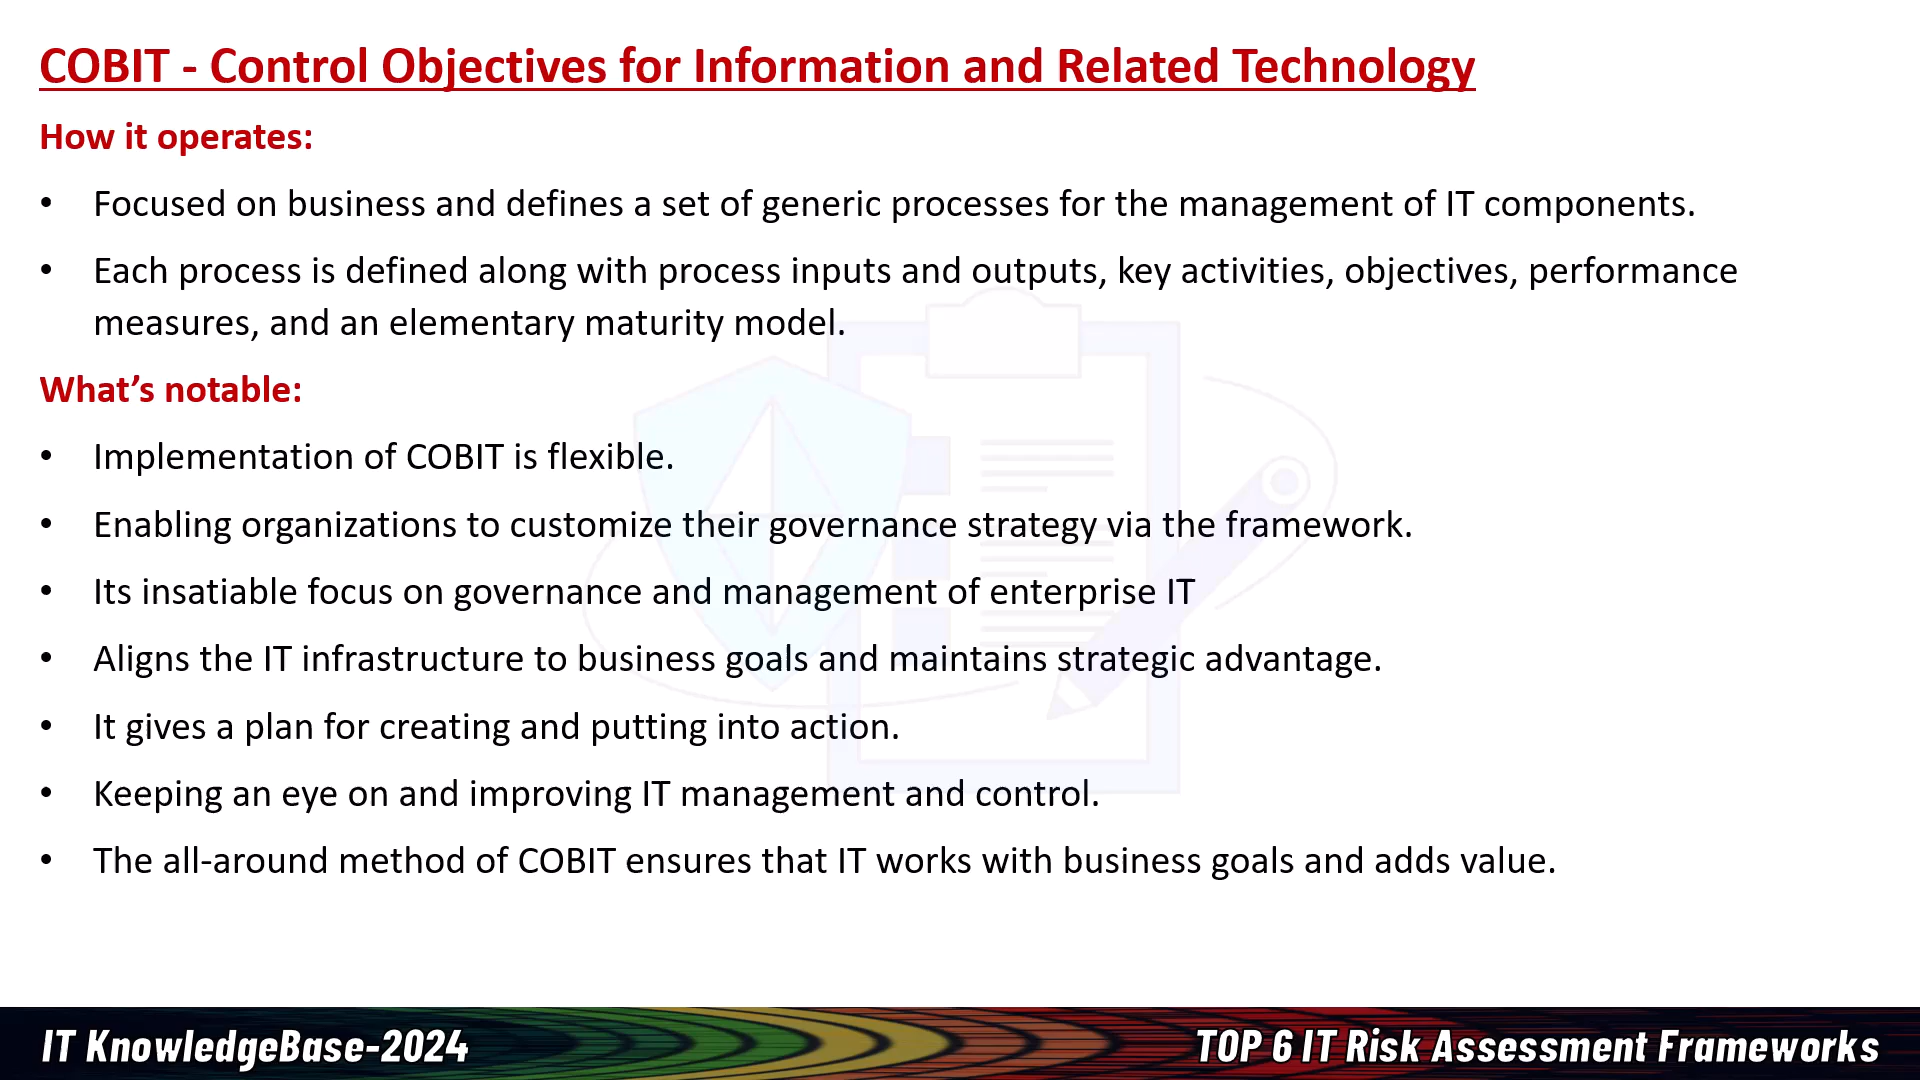 COBIT - Control Objectives for Information and Related Technology
How it operates:
• Focused on business and defines a set of generic processes for the management of IT components.
• Each process is defined along with process inputs and outputs, key activities, objectives, performance
measures, and an elementary maturity model.
What’s notable:
• Implementation of COBIT is flexible.
• Enabling organizations to customize their governance strategy via the framework.
• Its insatiable focus on governance and management of enterprise IT
• Aligns the IT infrastructure to business goals and maintains strategic advantage.
• It gives a plan for creating and putting into action.
• Keeping an eye on and improving IT management and control.
• The all-around method of COBIT ensures that IT works with business goals and adds value.
IT KnowledgeBase-2024
TOP 6 IT Risk Assessment Frameworks